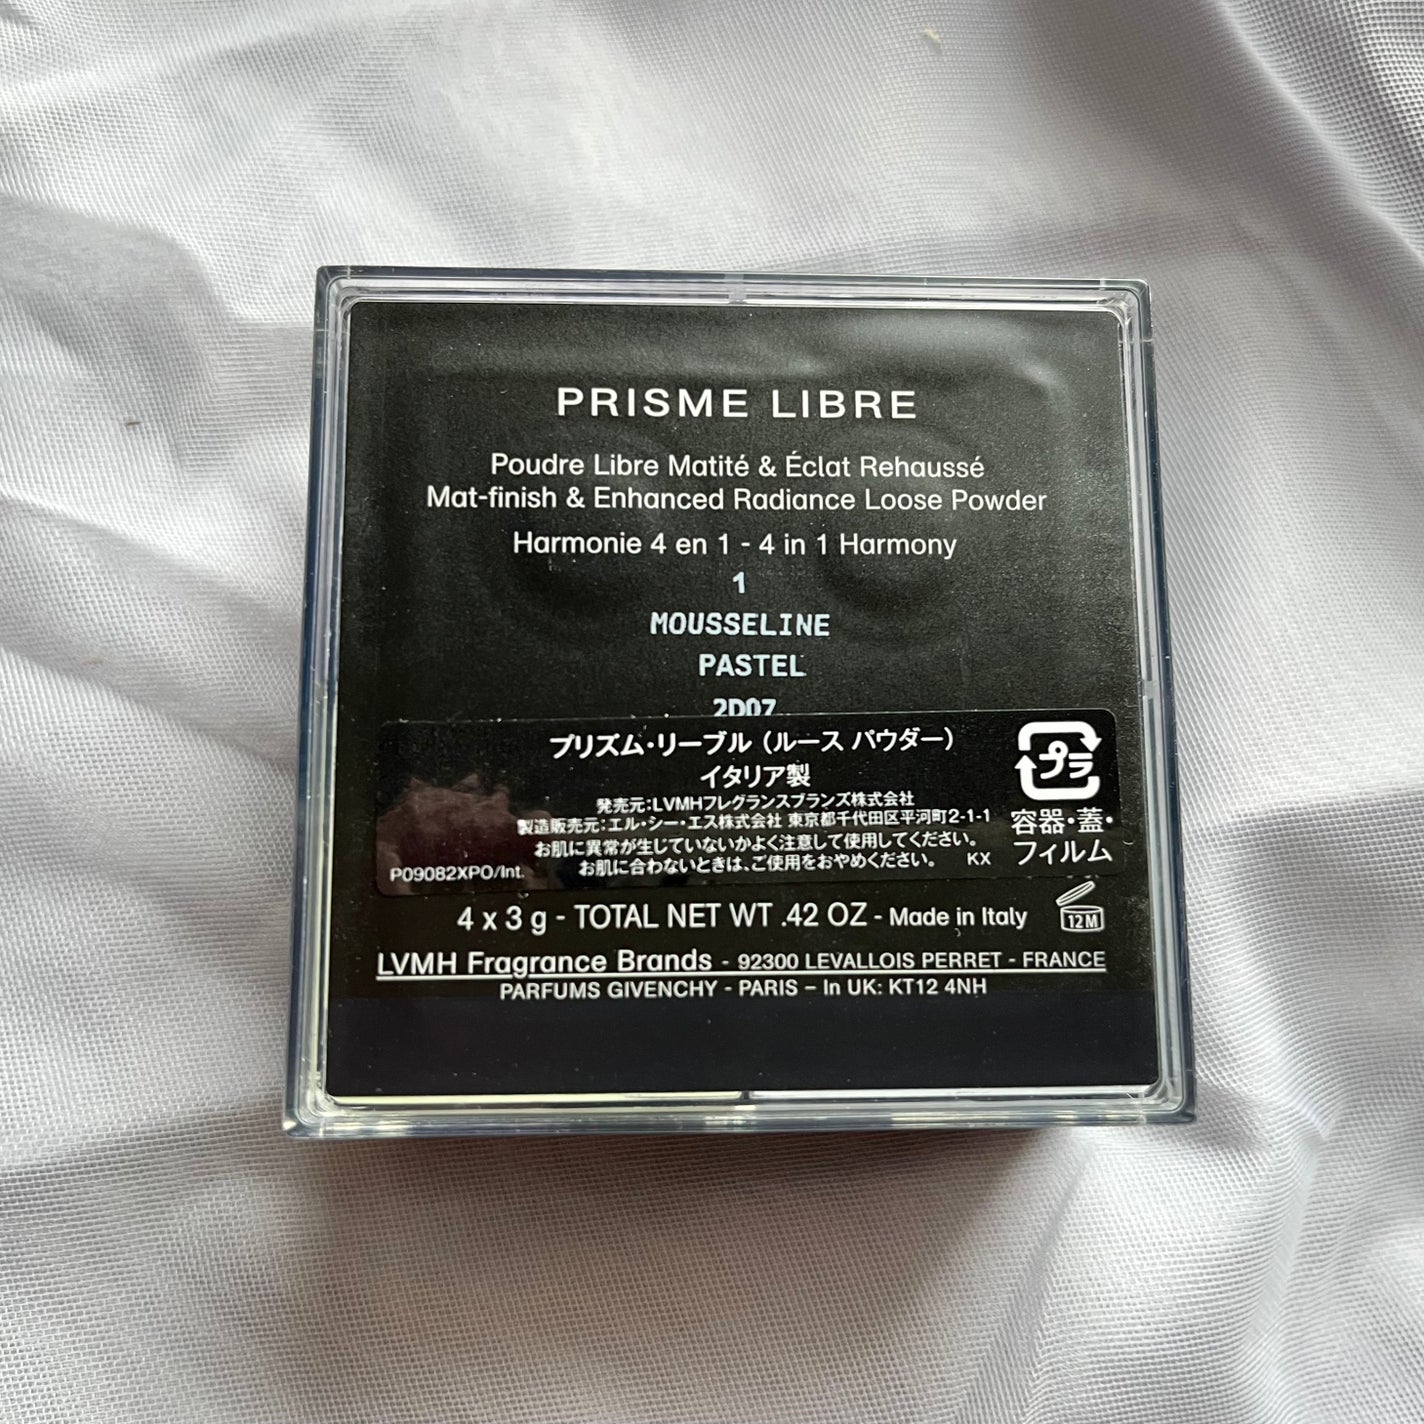 PRISME LIBRE
Poudre Libre Matité & Éclat Rehaussé
Mat-finish & Enhanced Radiance Loose Powder
Harmonie 4 en 1 - 4 in 1 Harmony
1
MOUSSELINE
PASTEL
2D07
プリズム・リーブル (ルース パウダー)
イタリア製
発売元:LVMHフレグランスブランズ株式会社
製造販売元:エル・シー・エス株式会社 東京都千代田区平河町2-1-1
お肌に異常が生じていないかよく注意して使用してください。
お肌に合わないときは、ご使用をおやめください。 KX
P09082XPO/Int.
プラ
容器・蓋・
フィルム
4 x 3 g - TOTAL NET WT .42 OZ - Made in Italy
12M
LVMH Fragrance Brands - 92300 LEVALLOIS PERRET - FRANCE
PARFUMS GIVENCHY - PARIS – In UK: KT12 4NH